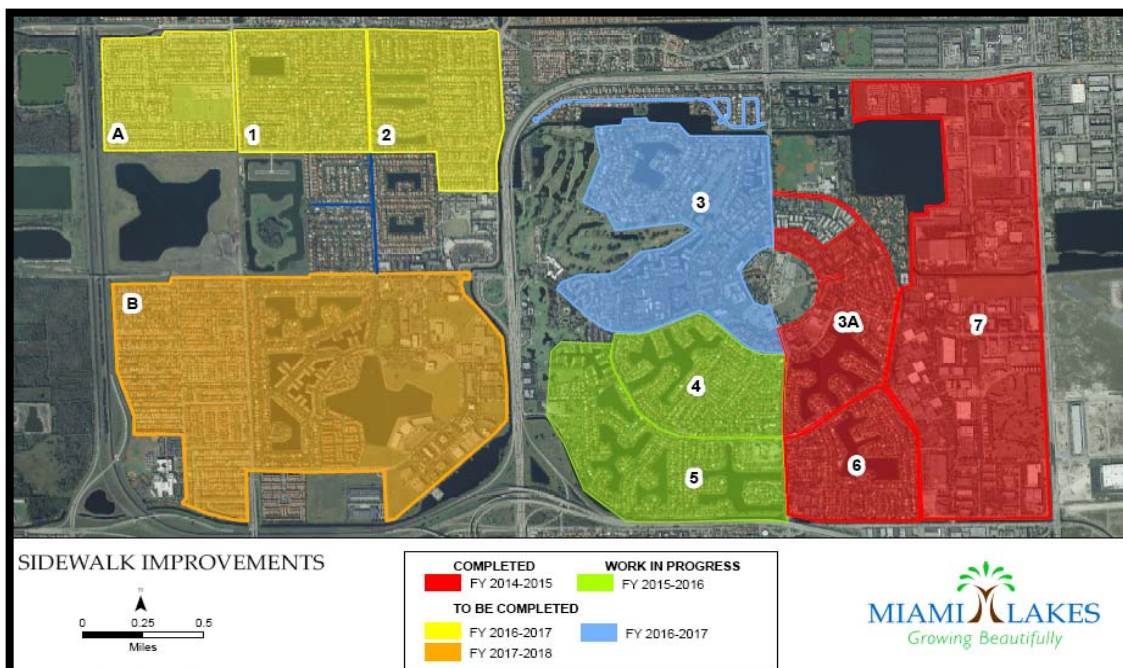 A
1
2
3
B
3A
7
4
6
5
SIDEWALK IMPROVEMENTS
N
0 0.25 0.5
Miles
COMPLETED
FY 2014-2015
WORK IN PROGRESS
FY 2015-2016
TO BE COMPLETED
FY 2016-2017
FY 2016-2017
FY 2017-2018
MIAMI LAKES
Growing Beautifully